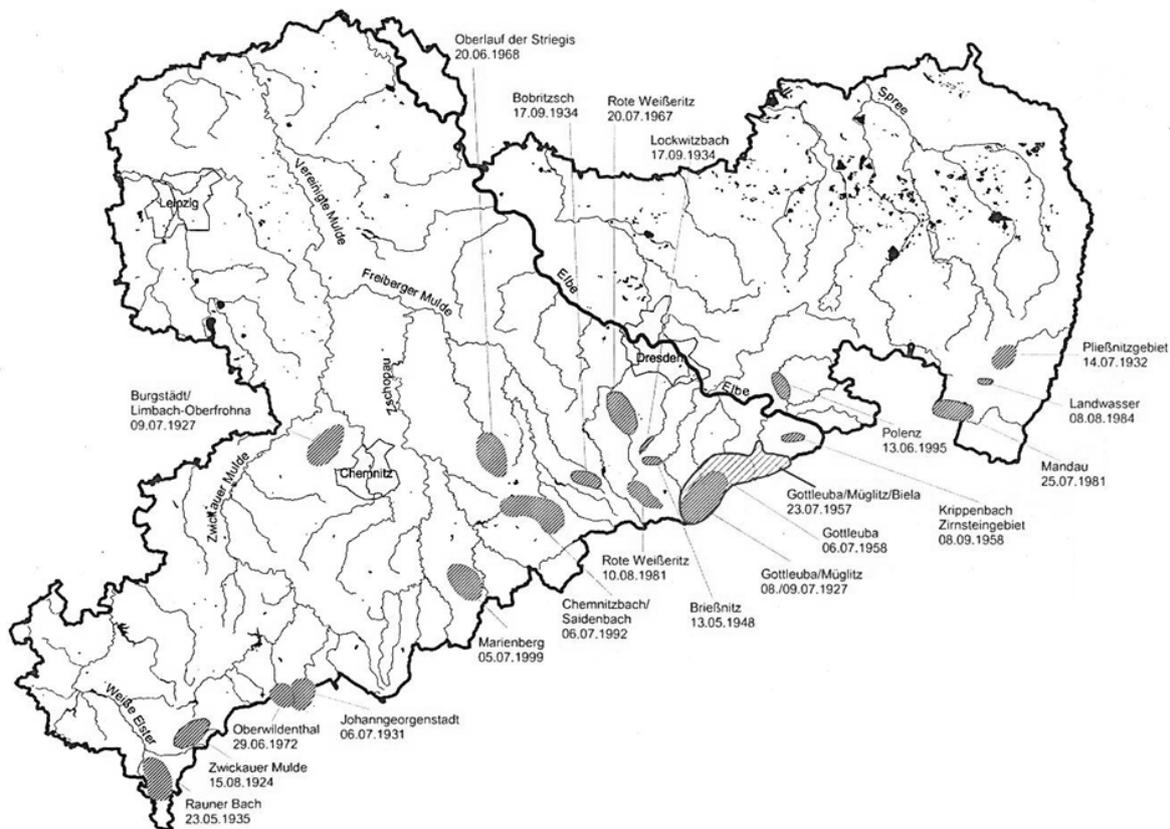 Oberlauf der Striegis
20.06.1968
Bobritzsch
17.09.1934
Rote Weißeritz
20.07.1967
Lockwitzbach
17.09.1934
Spree
Leipzig
Vereinigte Mulde
Freiberger Mulde
Elbe
Dresden
Elbe
Zschopau
Burgstädt/
Limbach-Oberfrohna
09.07.1927
Chemnitz
Zwickauer Mulde
Pließnitzgebiet
14.07.1932
Landwasser
08.08.1984
Mandau
25.07.1981
Polenz
13.06.1995
Krippenbach
Zirnsteingebiet
08.09.1958
Gottleuba/Müglitz/Biela
23.07.1957
Gottleuba
06.07.1958
Gottleuba/Müglitz
08./09.07.1927
Brießnitz
13.05.1948
Rote Weißeritz
10.08.1981
Chemnitzbach/
Saidenbach
06.07.1992
Marienberg
05.07.1999
Johanngeorgenstadt
06.07.1931
Oberwildenthal
29.06.1972
Weiße Elster
Zwickauer Mulde
15.08.1924
Rauner Bach
23.05.1935